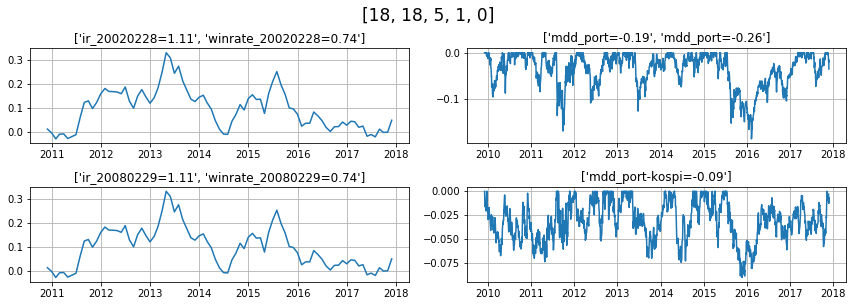 [18, 18, 5, 1, 0]
['ir_20020228=1.11', 'winrate_20020228=0.74']
0.3
0.2
0.1
0.0
2011 2012 2013 2014 2015 2016 2017 2018
['mdd_port=-0.19', 'mdd_port=-0.26']
0.0
−0.1
2010 2011 2012 2013 2014 2015 2016 2017 2018
['ir_20080229=1.11', 'winrate_20080229=0.74']
0.3
0.2
0.1
0.0
2011 2012 2013 2014 2015 2016 2017 2018
['mdd_port-kospi=-0.09']
0.000
−0.025
−0.050
−0.075
2010 2011 2012 2013 2014 2015 2016 2017 2018